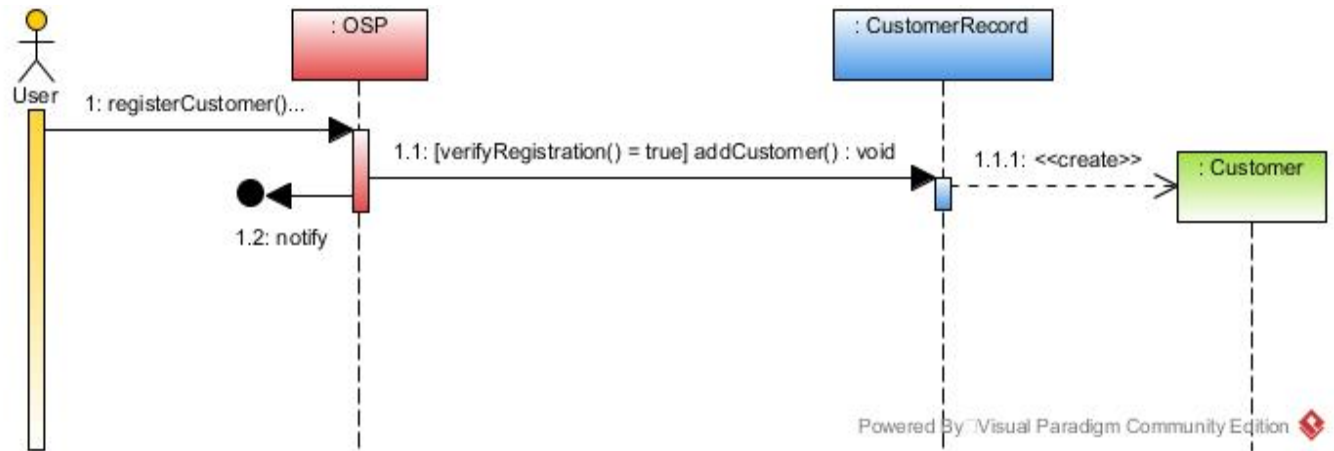 : OSP
: CustomerRecord
User
1: registerCustomer()...
1.1: [verifyRegistration() = true] addCustomer() : void
1.1.1: <<create>>
: Customer
1.2: notify
Powered By Visual Paradigm Community Edition